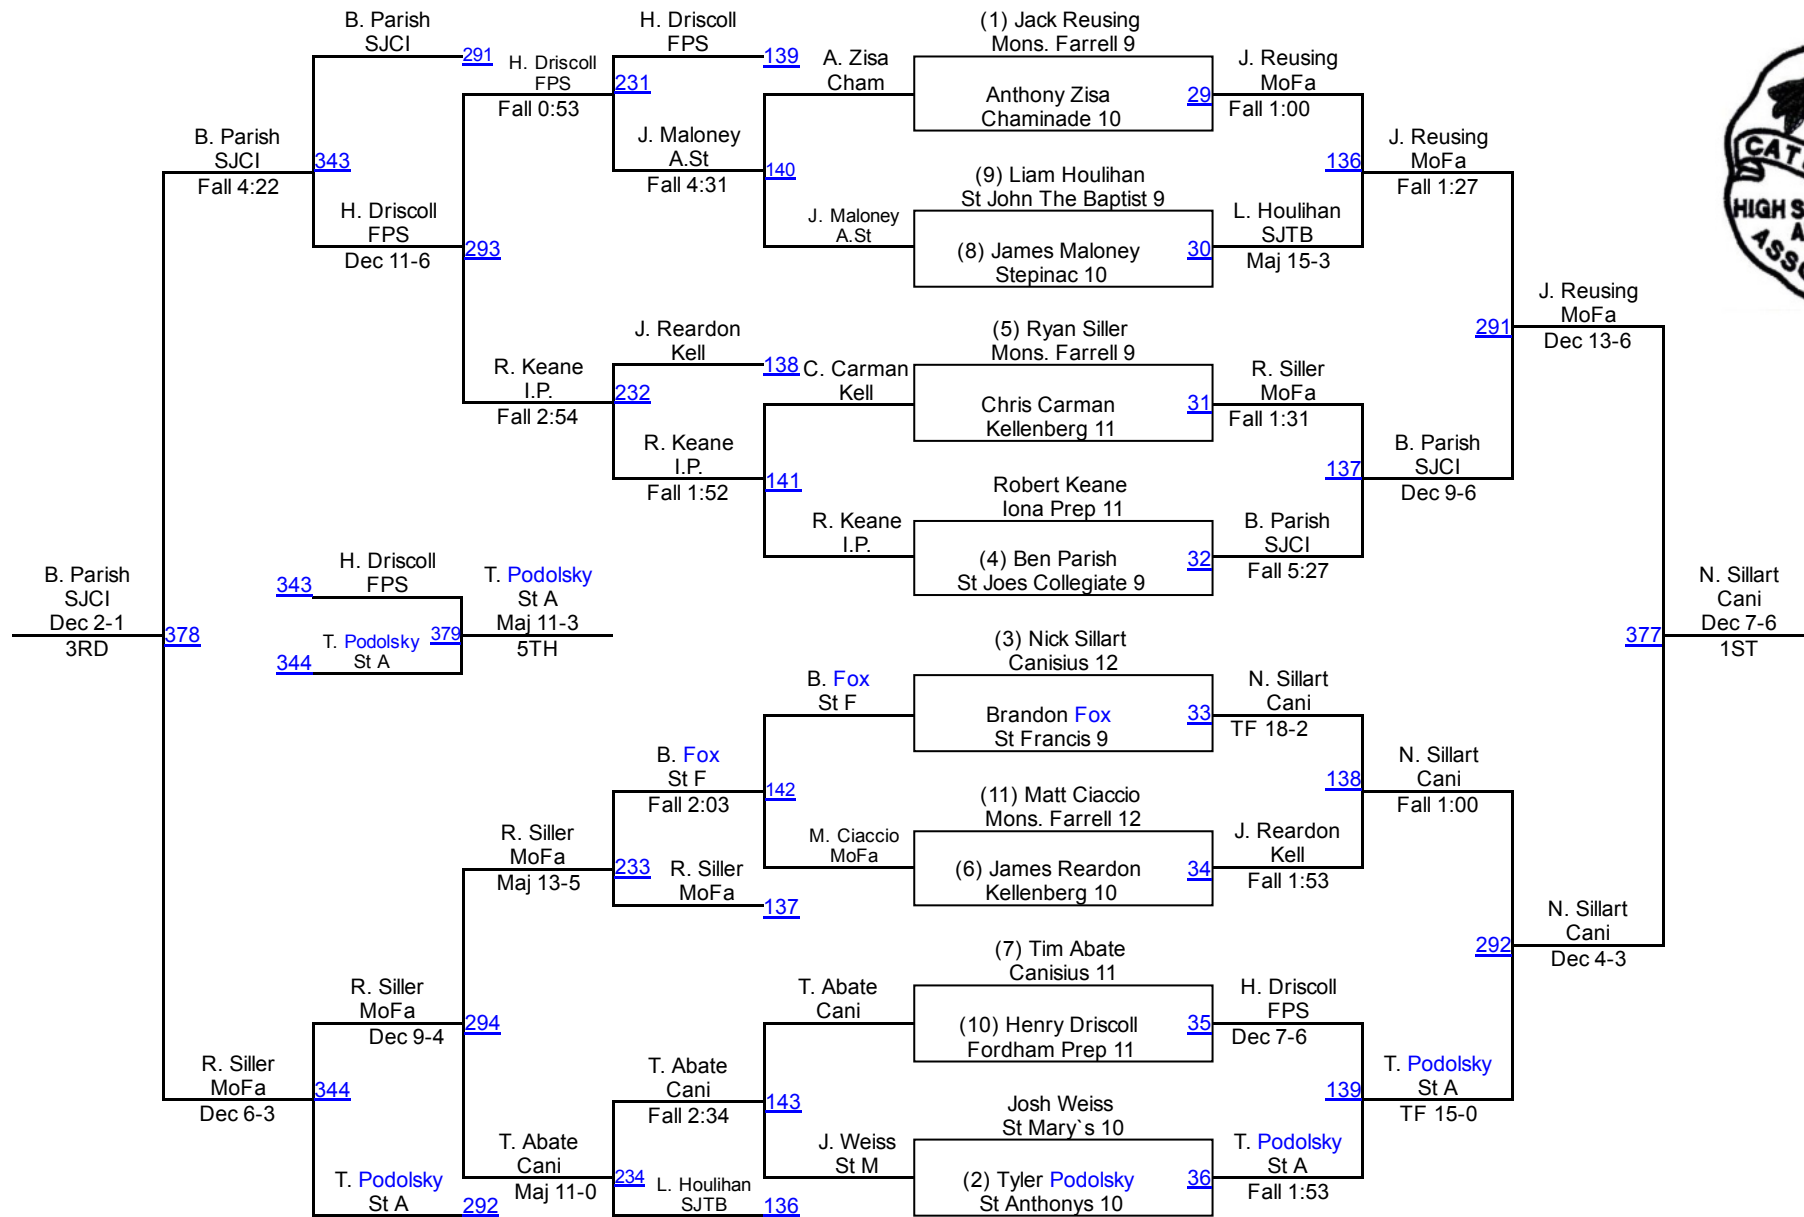 B. Parish
SJCI
291
H. Driscoll
FPS
Fall 0:53
H. Driscoll
FPS
139
231
J. Maloney
A.St
Fall 4:31
140
A. Zisa
Cham
J. Maloney
A.St
(1) Jack Reusing
Mons. Farrell 9
Anthony Zisa
Chaminade 10
29
J. Reusing
MoFa
Fall 1:00
(9) Liam Houlihan
St John The Baptist 9
(8) James Maloney
Stepinac 10
30
L. Houlihan
SJTB
Maj 15-3
136
J. Reusing
MoFa
Fall 1:27
CAT
HIGH S
A
ASSO
B. Parish
SJCI
Fall 4:22
343
H. Driscoll
FPS
Dec 11-6
293
R. Keane
I.P.
Fall 2:54
J. Reardon
Kell
138
232
R. Keane
I.P.
Fall 1:52
141
C. Carman
Kell
R. Keane
I.P.
(5) Ryan Siller
Mons. Farrell 9
Chris Carman
Kellenberg 11
31
R. Siller
MoFa
Fall 1:31
Robert Keane
Iona Prep 11
(4) Ben Parish
St Joes Collegiate 9
32
B. Parish
SJCI
Fall 5:27
137
B. Parish
SJCI
Dec 9-6
291
J. Reusing
MoFa
Dec 13-6
B. Parish
SJCI
Dec 2-1
3RD
378
343
H. Driscoll
FPS
344
T. Podolsky
St A
379
T. Podolsky
St A
Maj 11-3
5TH
377
N. Sillart
Cani
Dec 7-6
1ST
B. Fox
St F
Fall 2:03
142
B. Fox
St F
M. Ciaccio
MoFa
(3) Nick Sillart
Canisius 12
Brandon Fox
St Francis 9
33
N. Sillart
Cani
TF 18-2
(11) Matt Ciaccio
Mons. Farrell 12
(6) James Reardon
Kellenberg 10
34
J. Reardon
Kell
Fall 1:53
138
N. Sillart
Cani
Fall 1:00
R. Siller
MoFa
Maj 13-5
233
R. Siller
MoFa
137
R. Siller
MoFa
Dec 9-4
294
R. Siller
MoFa
Dec 6-3
344
T. Podolsky
St A
292
T. Abate
Cani
Maj 11-0
234
T. Abate
Cani
Fall 2:34
143
L. Houlihan
SJTB
136
T. Abate
Cani
J. Weiss
St M
(7) Tim Abate
Canisius 11
(10) Henry Driscoll
Fordham Prep 11
35
H. Driscoll
FPS
Dec 7-6
Josh Weiss
St Mary`s 10
(2) Tyler Podolsky
St Anthonys 10
36
T. Podolsky
St A
Fall 1:53
139
T. Podolsky
St A
TF 15-0
292
N. Sillart
Cani
Dec 4-3